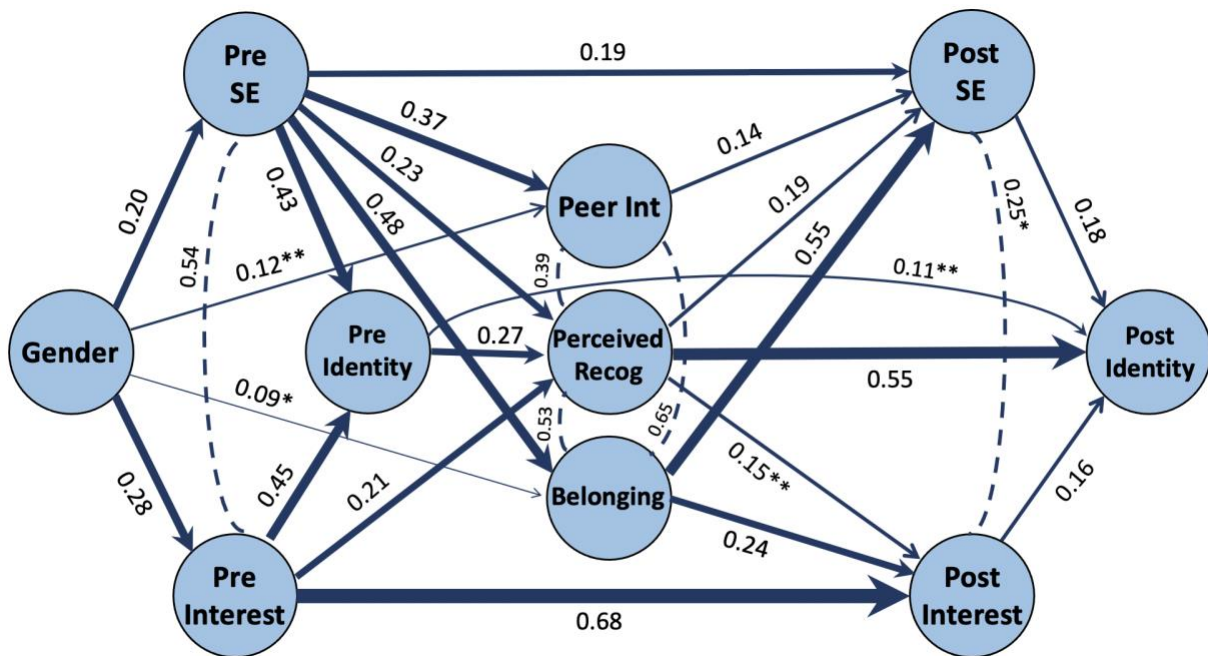 Pre
SE
0.19
Post
SE
0.37
0.14
0.23
0.43
Peer Int
0.20
0.48
0.19
0.25*
0.18
0.54
0.12**
0.39
0.55
0.11**
Gender
Pre
Identity
0.27
Perceived
Recog
0.55
Post
Identity
0.09*
0.53
0.65
0.28
0.45
0.21
Belonging
0.15**
0.24
0.16
Pre
Interest
0.68
Post
Interest